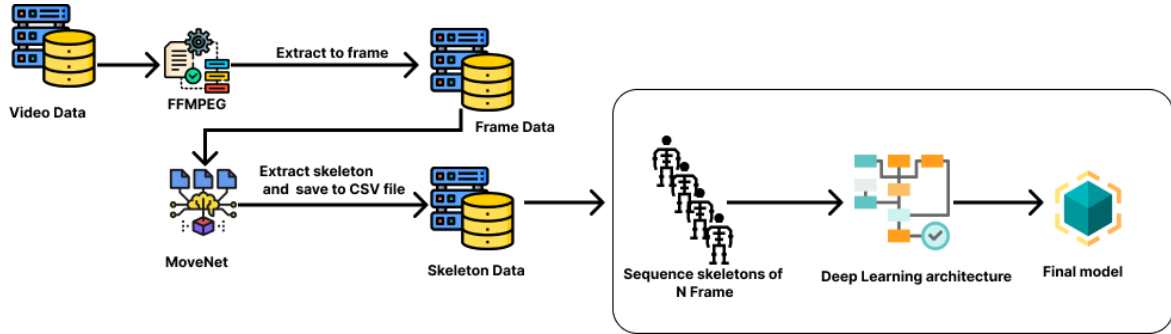 Video Data
FFMPEG
Extract to frame
Frame Data
MoveNet
Extract skeleton
and save to CSV file
Skeleton Data
Sequence skeletons of
N Frame
Deep Learning architecture
Final model